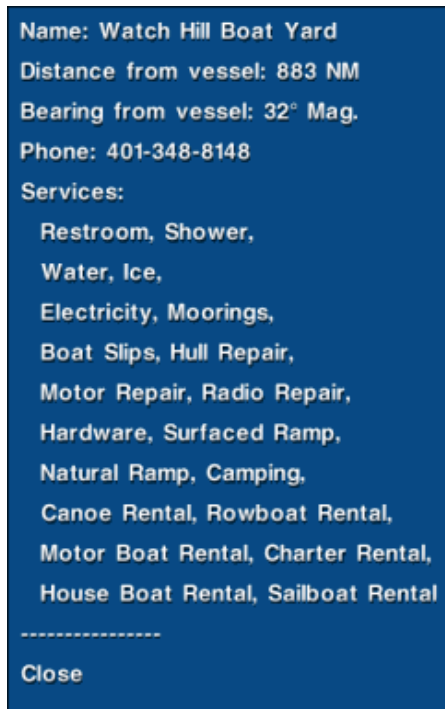 Name: Watch Hill Boat Yard
Distance from vessel: 883 NM
Bearing from vessel: 32° Mag.
Phone: 401-348-8148
Services:
Restroom, Shower,
Water, Ice,
Electricity, Moorings,
Boat Slips, Hull Repair,
Motor Repair, Radio Repair,
Hardware, Surfaced Ramp,
Natural Ramp, Camping,
Canoe Rental, Rowboat Rental,
Motor Boat Rental, Charter Rental,
House Boat Rental, Sailboat Rental
----------------
Close